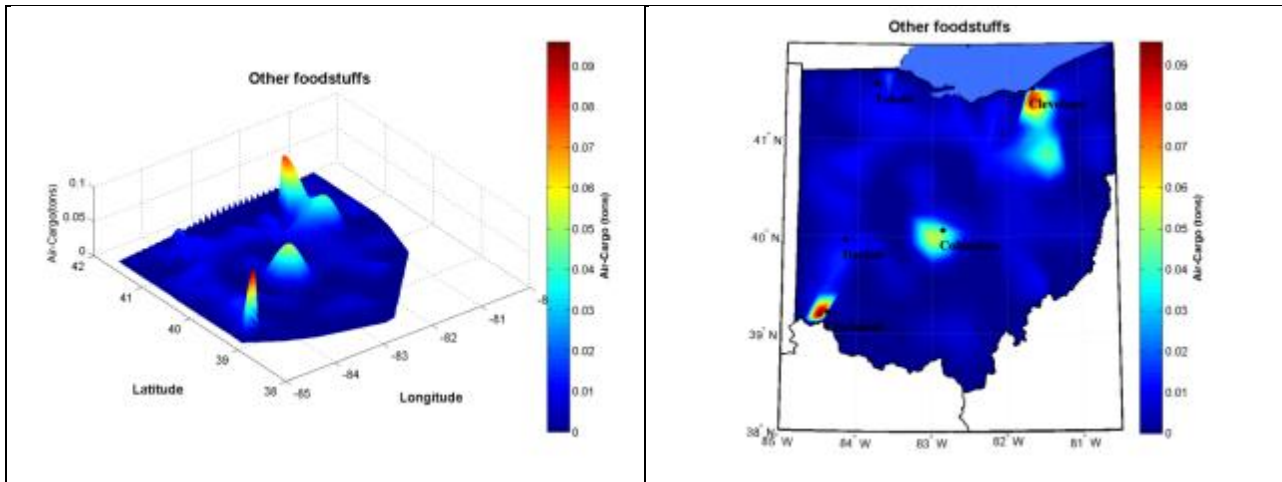 Other foodstuffs
0.1
0.05
0
Air-Cargo(tons)
42
41
40
39
38
Latitude
-85
-84
-83
-82
-81
Longitude
0.09
0.08
0.07
0.06
0.05
0.04
0.03
0.02
0.01
0
Air-Cargo (tons)
Other foodstuffs
41° N
40° N
39° N
38° N
85° W
84° W
83° W
82° W
81° W
0.09
0.08
0.07
0.06
0.05
0.04
0.03
0.02
0.01
0
Air-Cargo (tons)